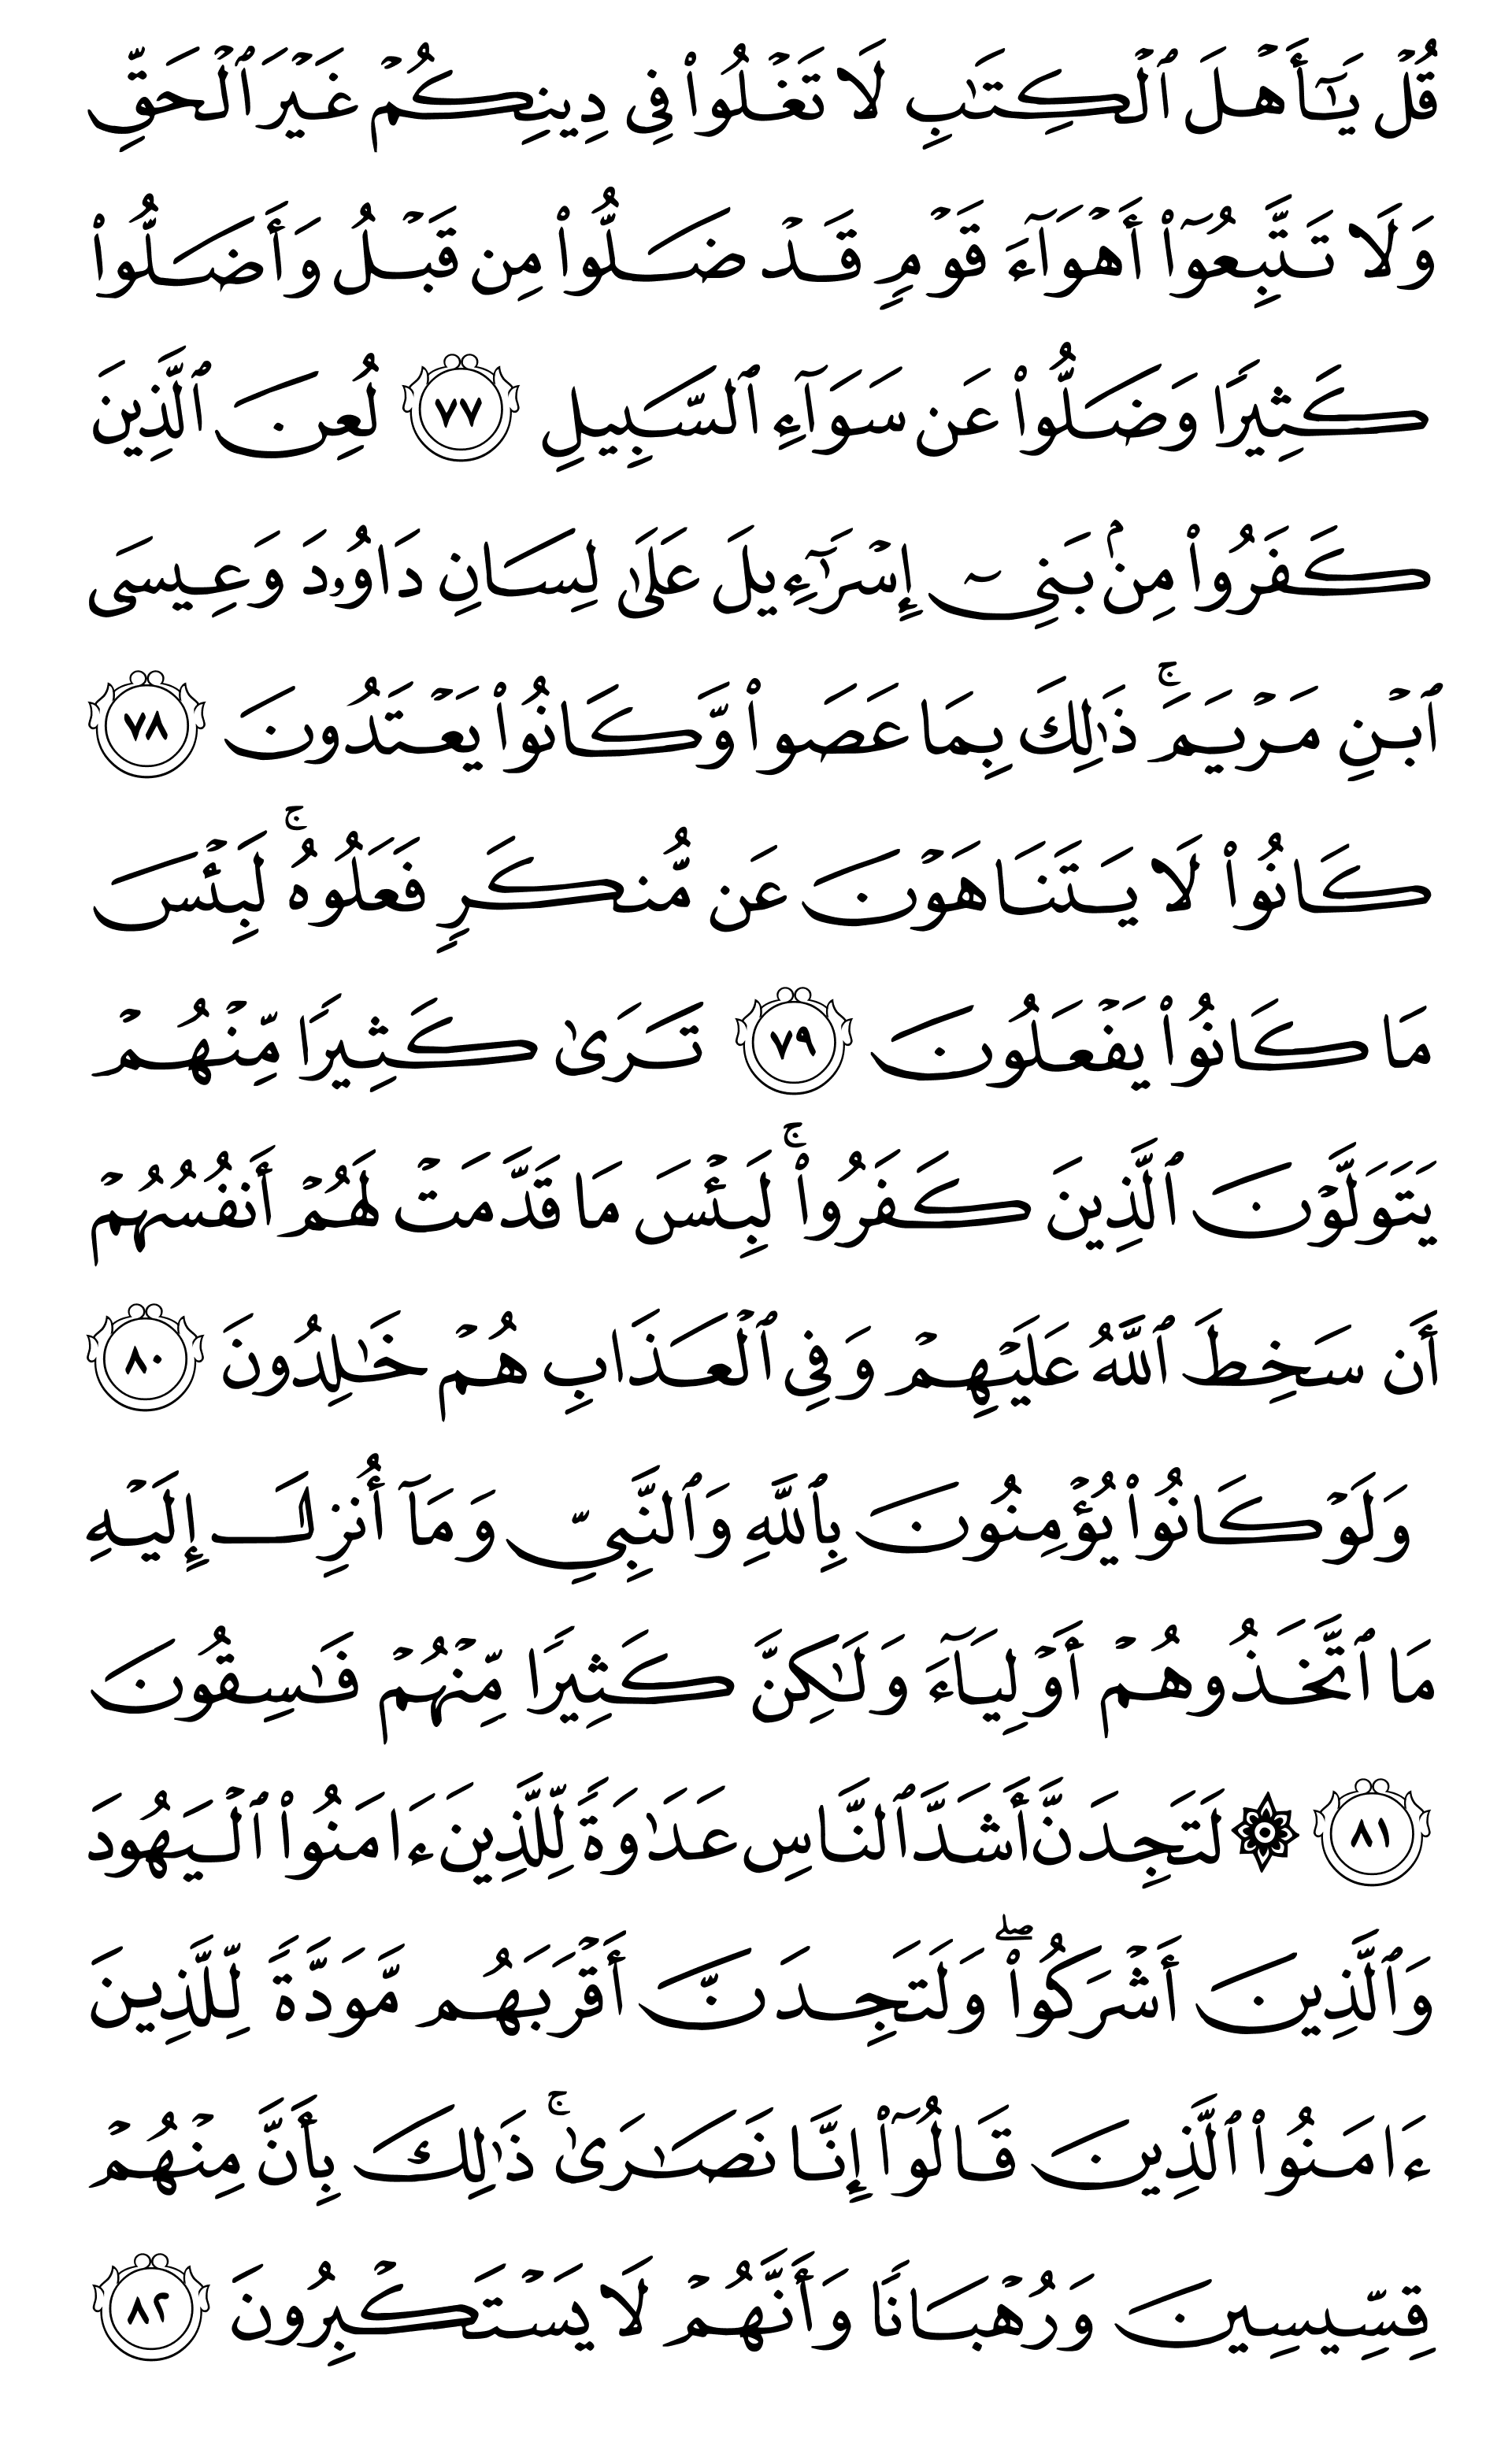 قُلْ يَٰٓأَهْلَ ٱلْكِتَٰبِ لَا تَغْلُوا۟ فِى دِينِكُمْ غَيْرَ ٱلْحَقِّ
وَلَا تَتَّبِعُوٓا۟ أَهْوَآءَ قَوْمٍ قَدْ ضَلُّوا۟ مِن قَبْلُ وَأَضَلُّوا۟
كَثِيرًا وَضَلُّوا۟ عَن سَوَآءِ ٱلسَّبِيلِ ٧٧ لُعِنَ ٱلَّذِينَ
كَفَرُوا۟ مِنۢ بَنِىٓ إِسْرَٰٓءِيلَ عَلَىٰ لِسَانِ دَاوُۥدَ وَعِيسَى
ٱبْنِ مَرْيَمَ ۚ ذَٰلِكَ بِمَا عَصَوا۟ وَّكَانُوا۟ يَعْتَدُونَ ٧٨
كَانُوا۟ لَا يَتَنَاهَوْنَ عَن مُّنكَرٍ فَعَلُوهُ ۚ لَبِئْسَ
مَا كَانُوا۟ يَفْعَلُونَ ٧٩ تَرَىٰ كَثِيرًا مِّنْهُمْ
يَتَوَلَّوْنَ ٱلَّذِينَ كَفَرُوا۟ ۚ لَبِئْسَ مَا قَدَّمَتْ لَهُمْ أَنفُسُهُمْ
أَن سَخِطَ ٱللَّهُ عَلَيْهِمْ وَفِى ٱلْعَذَابِ هُمْ خَٰلِدُونَ ٨٠
وَلَوْ كَانُوا۟ يُؤْمِنُونَ بِٱللَّهِ وَٱلنَّبِىِّ وَمَآ أُنزِلَ إِلَيْهِ
مَا ٱتَّخَذُوهُمْ أَوْلِيَآءَ وَلَٰكِنَّ كَثِيرًا مِّنْهُمْ فَٰسِقُونَ
٨١ ۞ لَتَجِدَنَّ أَشَدَّ ٱلنَّاسِ عَدَٰوَةً لِّلَّذِينَ ءَامَنُوا۟ ٱلْيَهُودَ
وَٱلَّذِينَ أَشْرَكُوا۟ ۖ وَلَتَجِدَنَّ أَقْرَبَهُم مَّوَدَّةً لِّلَّذِينَ
ءَامَنُوا۟ ٱلَّذِينَ قَالُوٓا۟ إِنَّا نَصَٰرَىٰ ۚ ذَٰلِكَ بِأَنَّ مِنْهُمْ
قِسِّيسِينَ وَرُهْبَانًا وَأَنَّهُمْ لَا يَسْتَكْبِرُونَ ٨٢